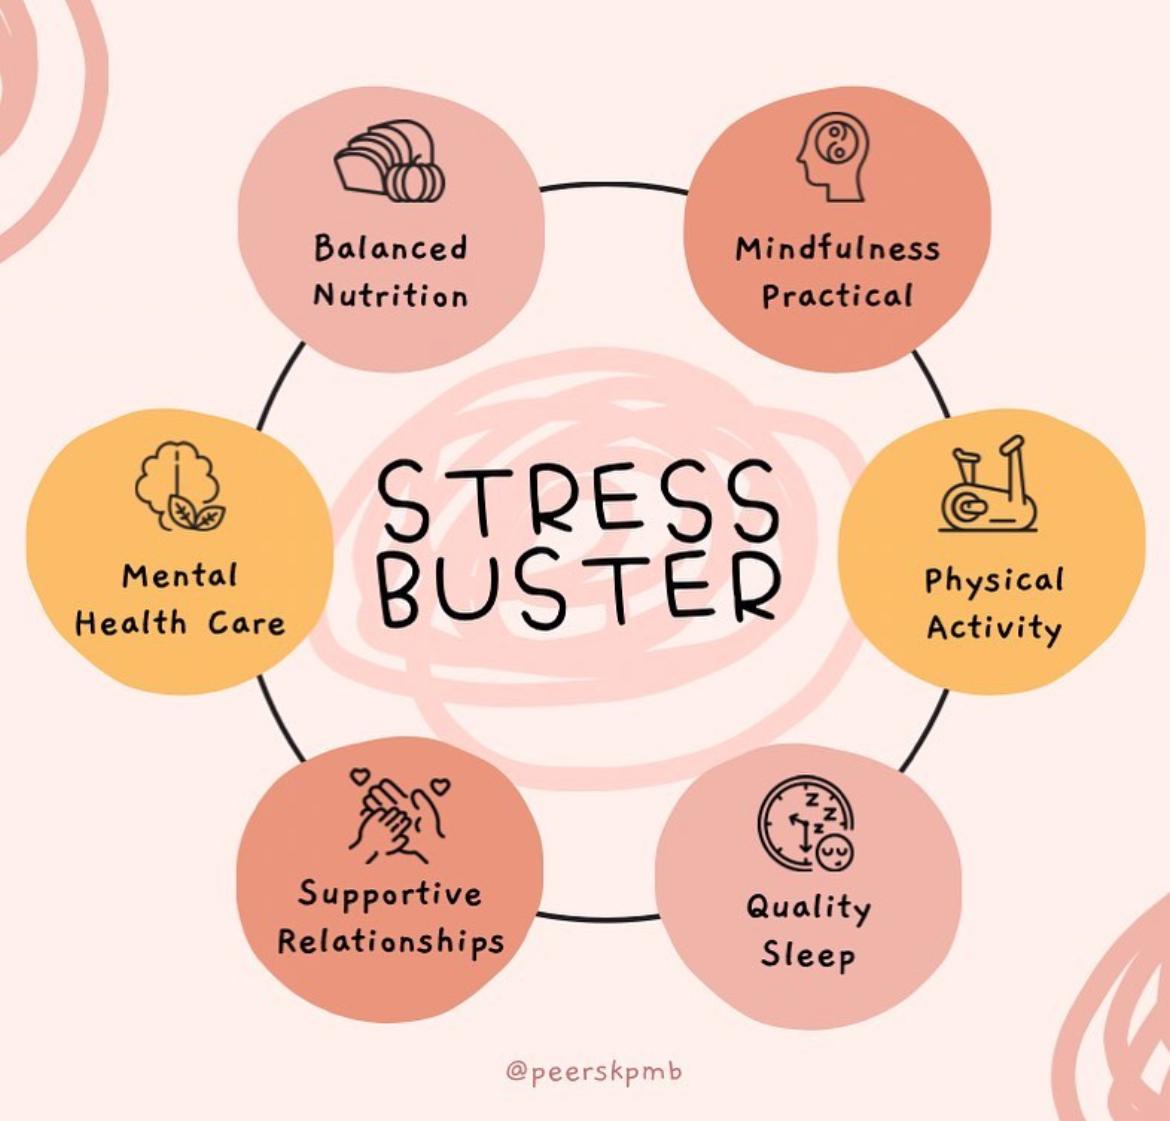 Balanced
Nutrition
Mindfulness
Practical
Mental
Health Care
STRESS
BUSTER
Physical
Activity
Supportive
Relationships
Quality
Sleep
z
z
z
@peerskpmb